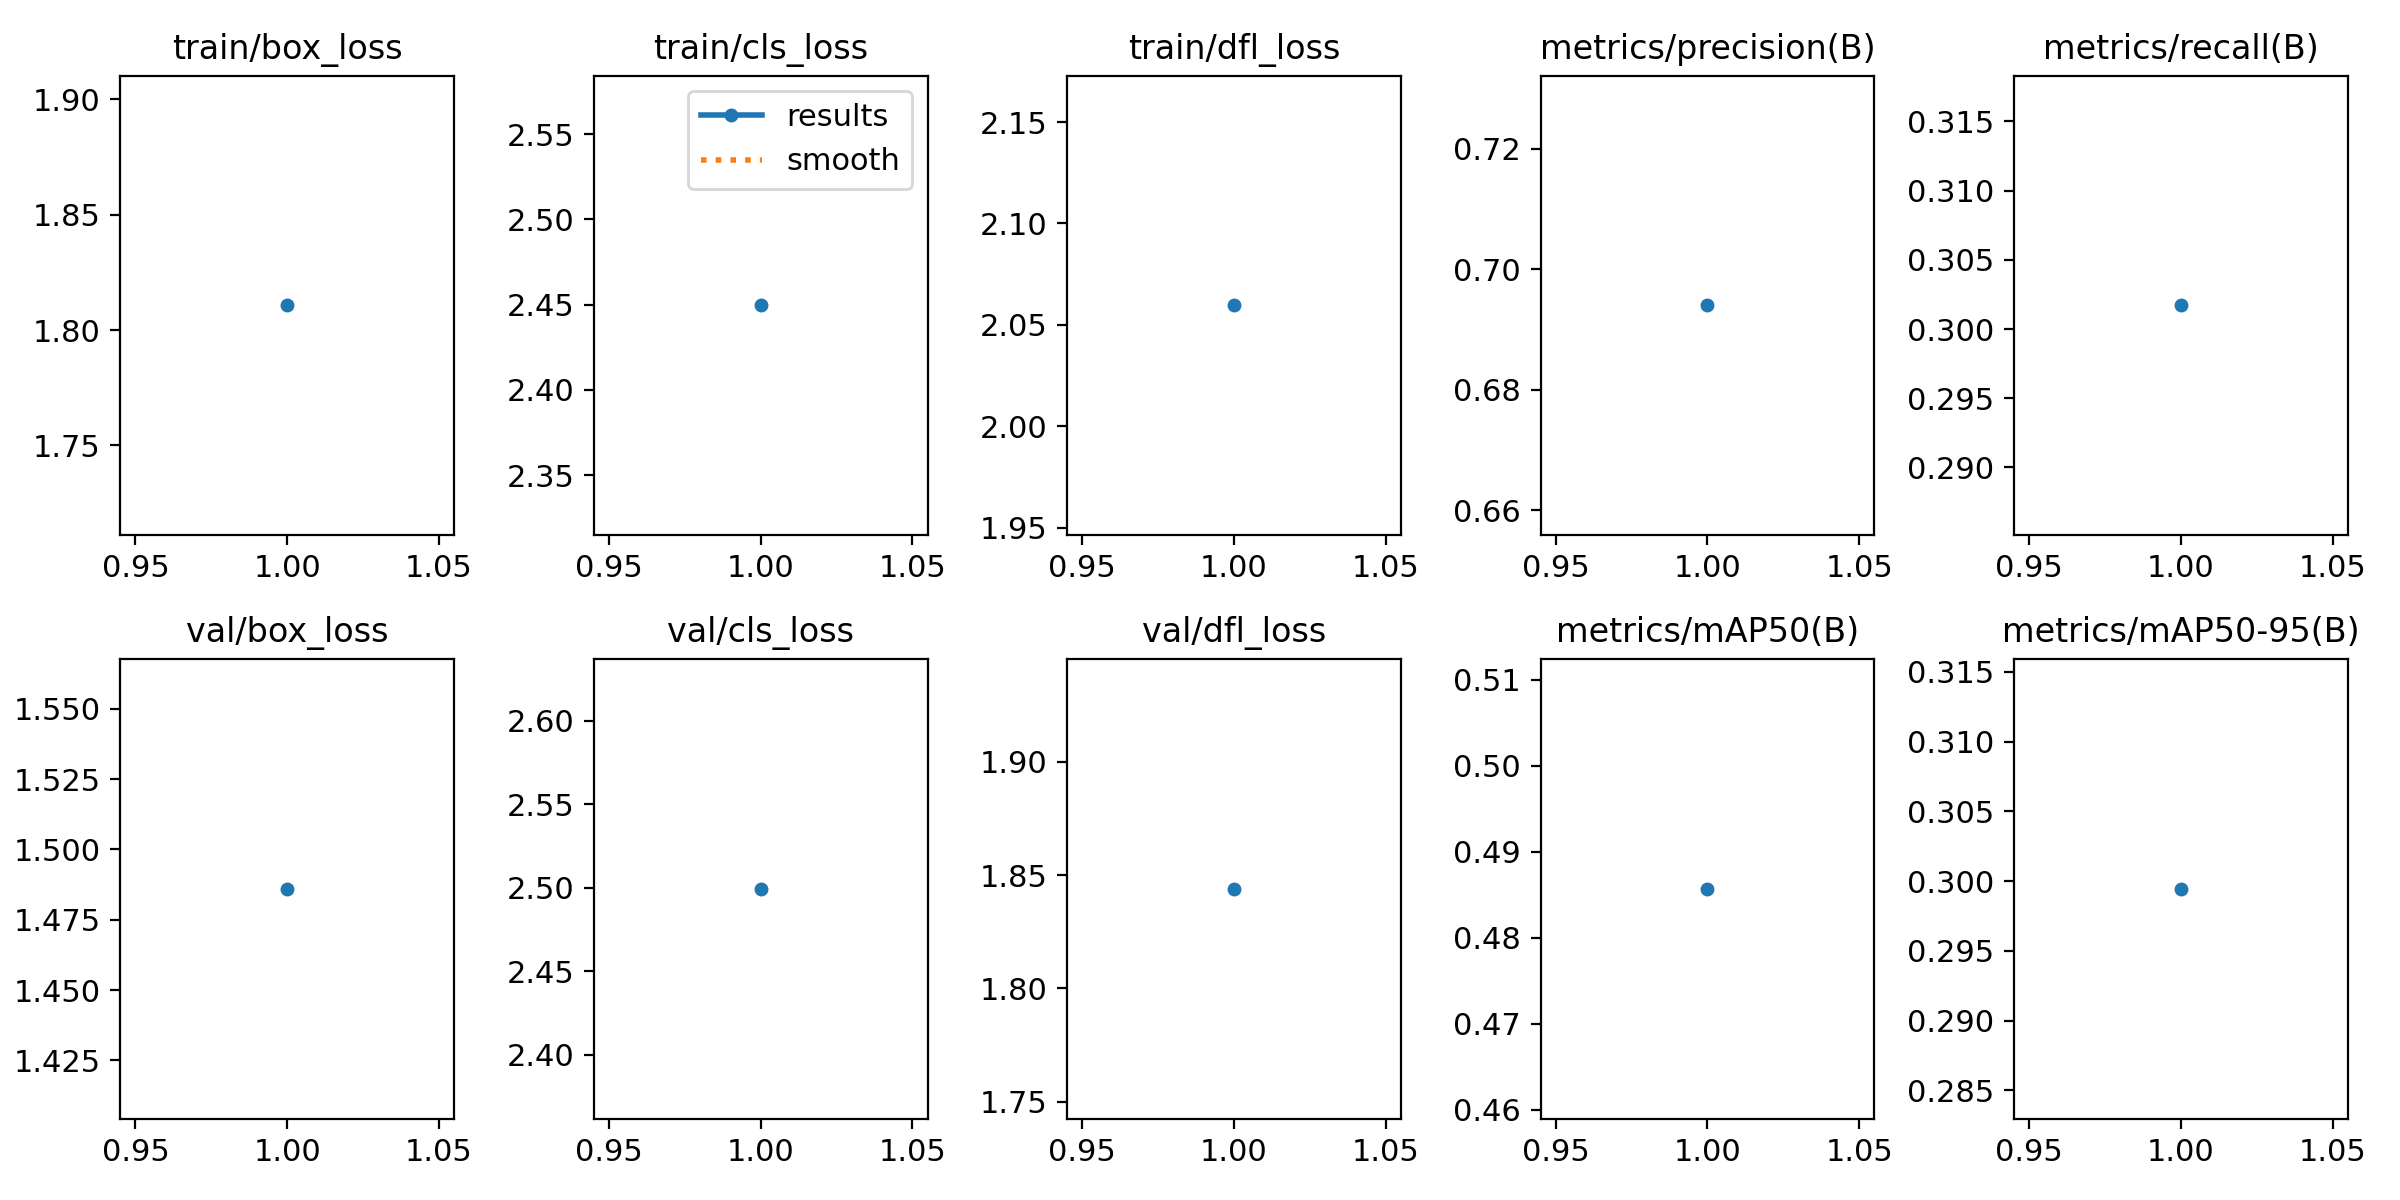 train/box_loss
1.90
1.85
1.80
1.75
0.95 1.00 1.05
train/cls_loss
results
smooth
2.55
2.50
2.45
2.40
2.35
0.95 1.00 1.05
train/dfl_loss
2.15
2.10
2.05
2.00
1.95
0.95 1.00 1.05
metrics/precision(B)
0.72
0.70
0.68
0.66
0.95 1.00 1.05
metrics/recall(B)
0.315
0.310
0.305
0.300
0.295
0.290
0.95 1.00 1.05
val/box_loss
1.550
1.525
1.500
1.475
1.450
1.425
0.95 1.00 1.05
val/cls_loss
2.60
2.55
2.50
2.45
2.40
0.95 1.00 1.05
val/dfl_loss
1.90
1.85
1.80
1.75
0.95 1.00 1.05
metrics/mAP50(B)
0.51
0.50
0.49
0.48
0.47
0.46
0.95 1.00 1.05
metrics/mAP50-95(B)
0.315
0.310
0.305
0.300
0.295
0.290
0.285
0.95 1.00 1.05